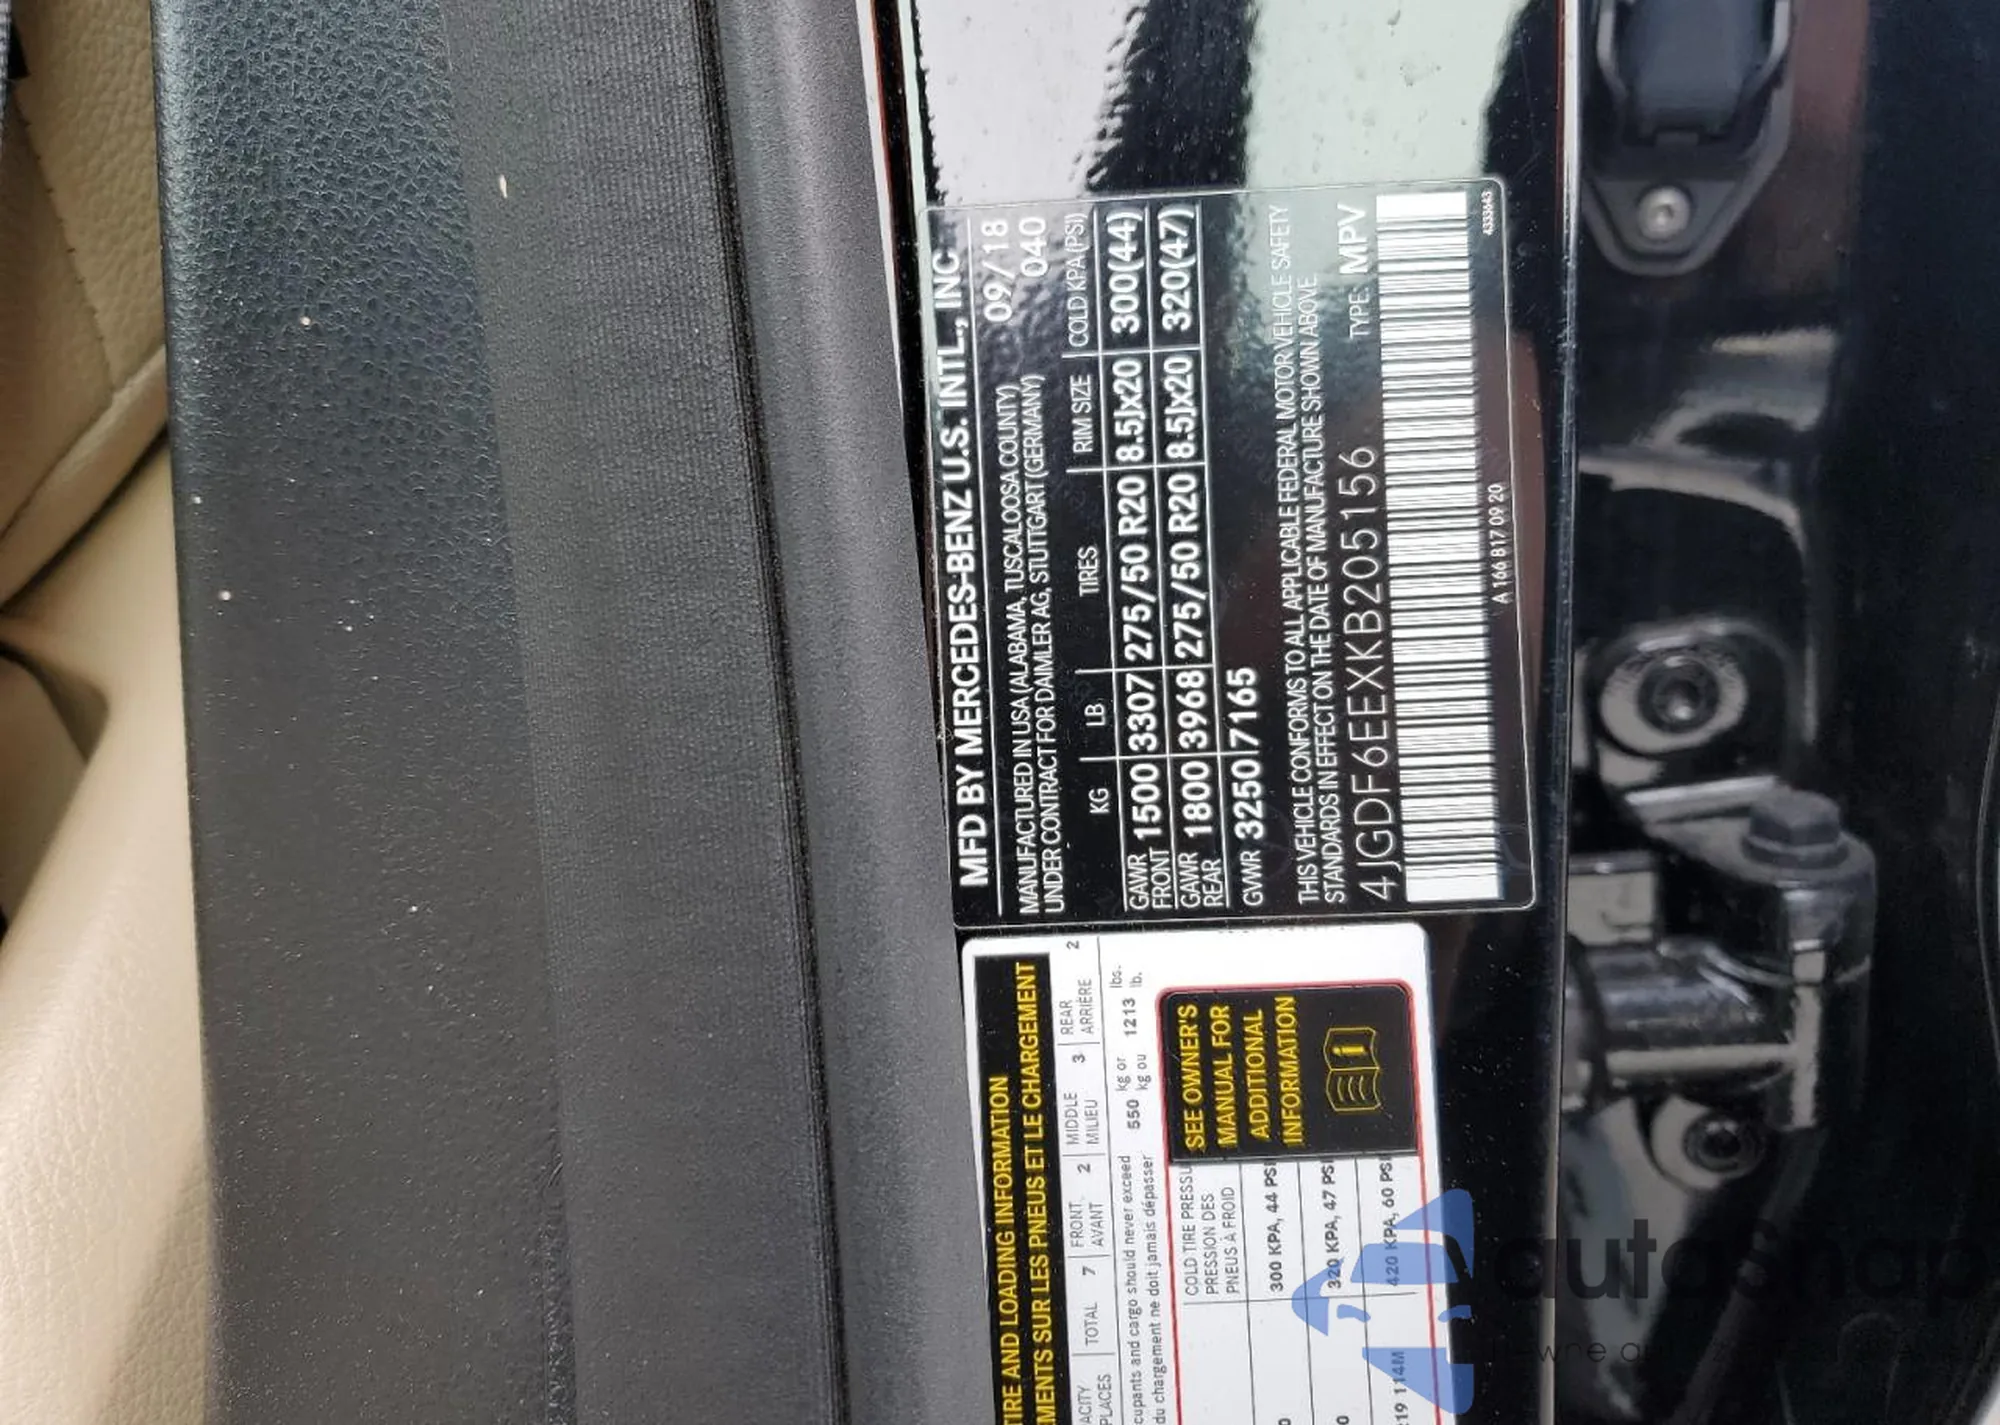 MFD BY MERCEDES-BENZ U.S. INTL., INC.
MANUFACTURED IN USA (ALABAMA, TUSCALOOSA COUNTY) 09/18
UNDER CONTRACT FOR DAIMLER AG, STUTTGART (GERMANY) 040
KG LB TIRES RIM SIZE COLD KPA (PSI)
GAWR FRONT 1500 3307 275/50 R20 8.5Jx20 300(44)
GAWR REAR 1800 3968 275/50 R20 8.5Jx20 320(47)
GVWR 3250 7165
THIS VEHICLE CONFORMS TO ALL APPLICABLE FEDERAL MOTOR VEHICLE SAFETY
STANDARDS IN EFFECT ON THE DATE OF MANUFACTURE SHOWN ABOVE.
4JGDF6EEXKB205156 TYPE: MPV
A 166 817 09 20 4333643
TIRE AND LOADING INFORMATION
MENTS SUR LES PNEUS ET LE CHARGEMENT
ACITY TOTAL 7 FRONT 2 MIDDLE 3 REAR 2
PLACES AVANT MILIEU ARRIÈRE
cupants and cargo should never exceed 550 kg or 1213 lbs.
du chargement ne doit jamais dépasser kg ou lb.
COLD TIRE PRESSU
PRESSION DES
PNEUS À FROID
300 KPA, 44 PSI
320 KPA, 47 PSI
420 KPA, 60 PSI
SEE OWNER'S
MANUAL FOR
ADDITIONAL
INFORMATION
autoshop